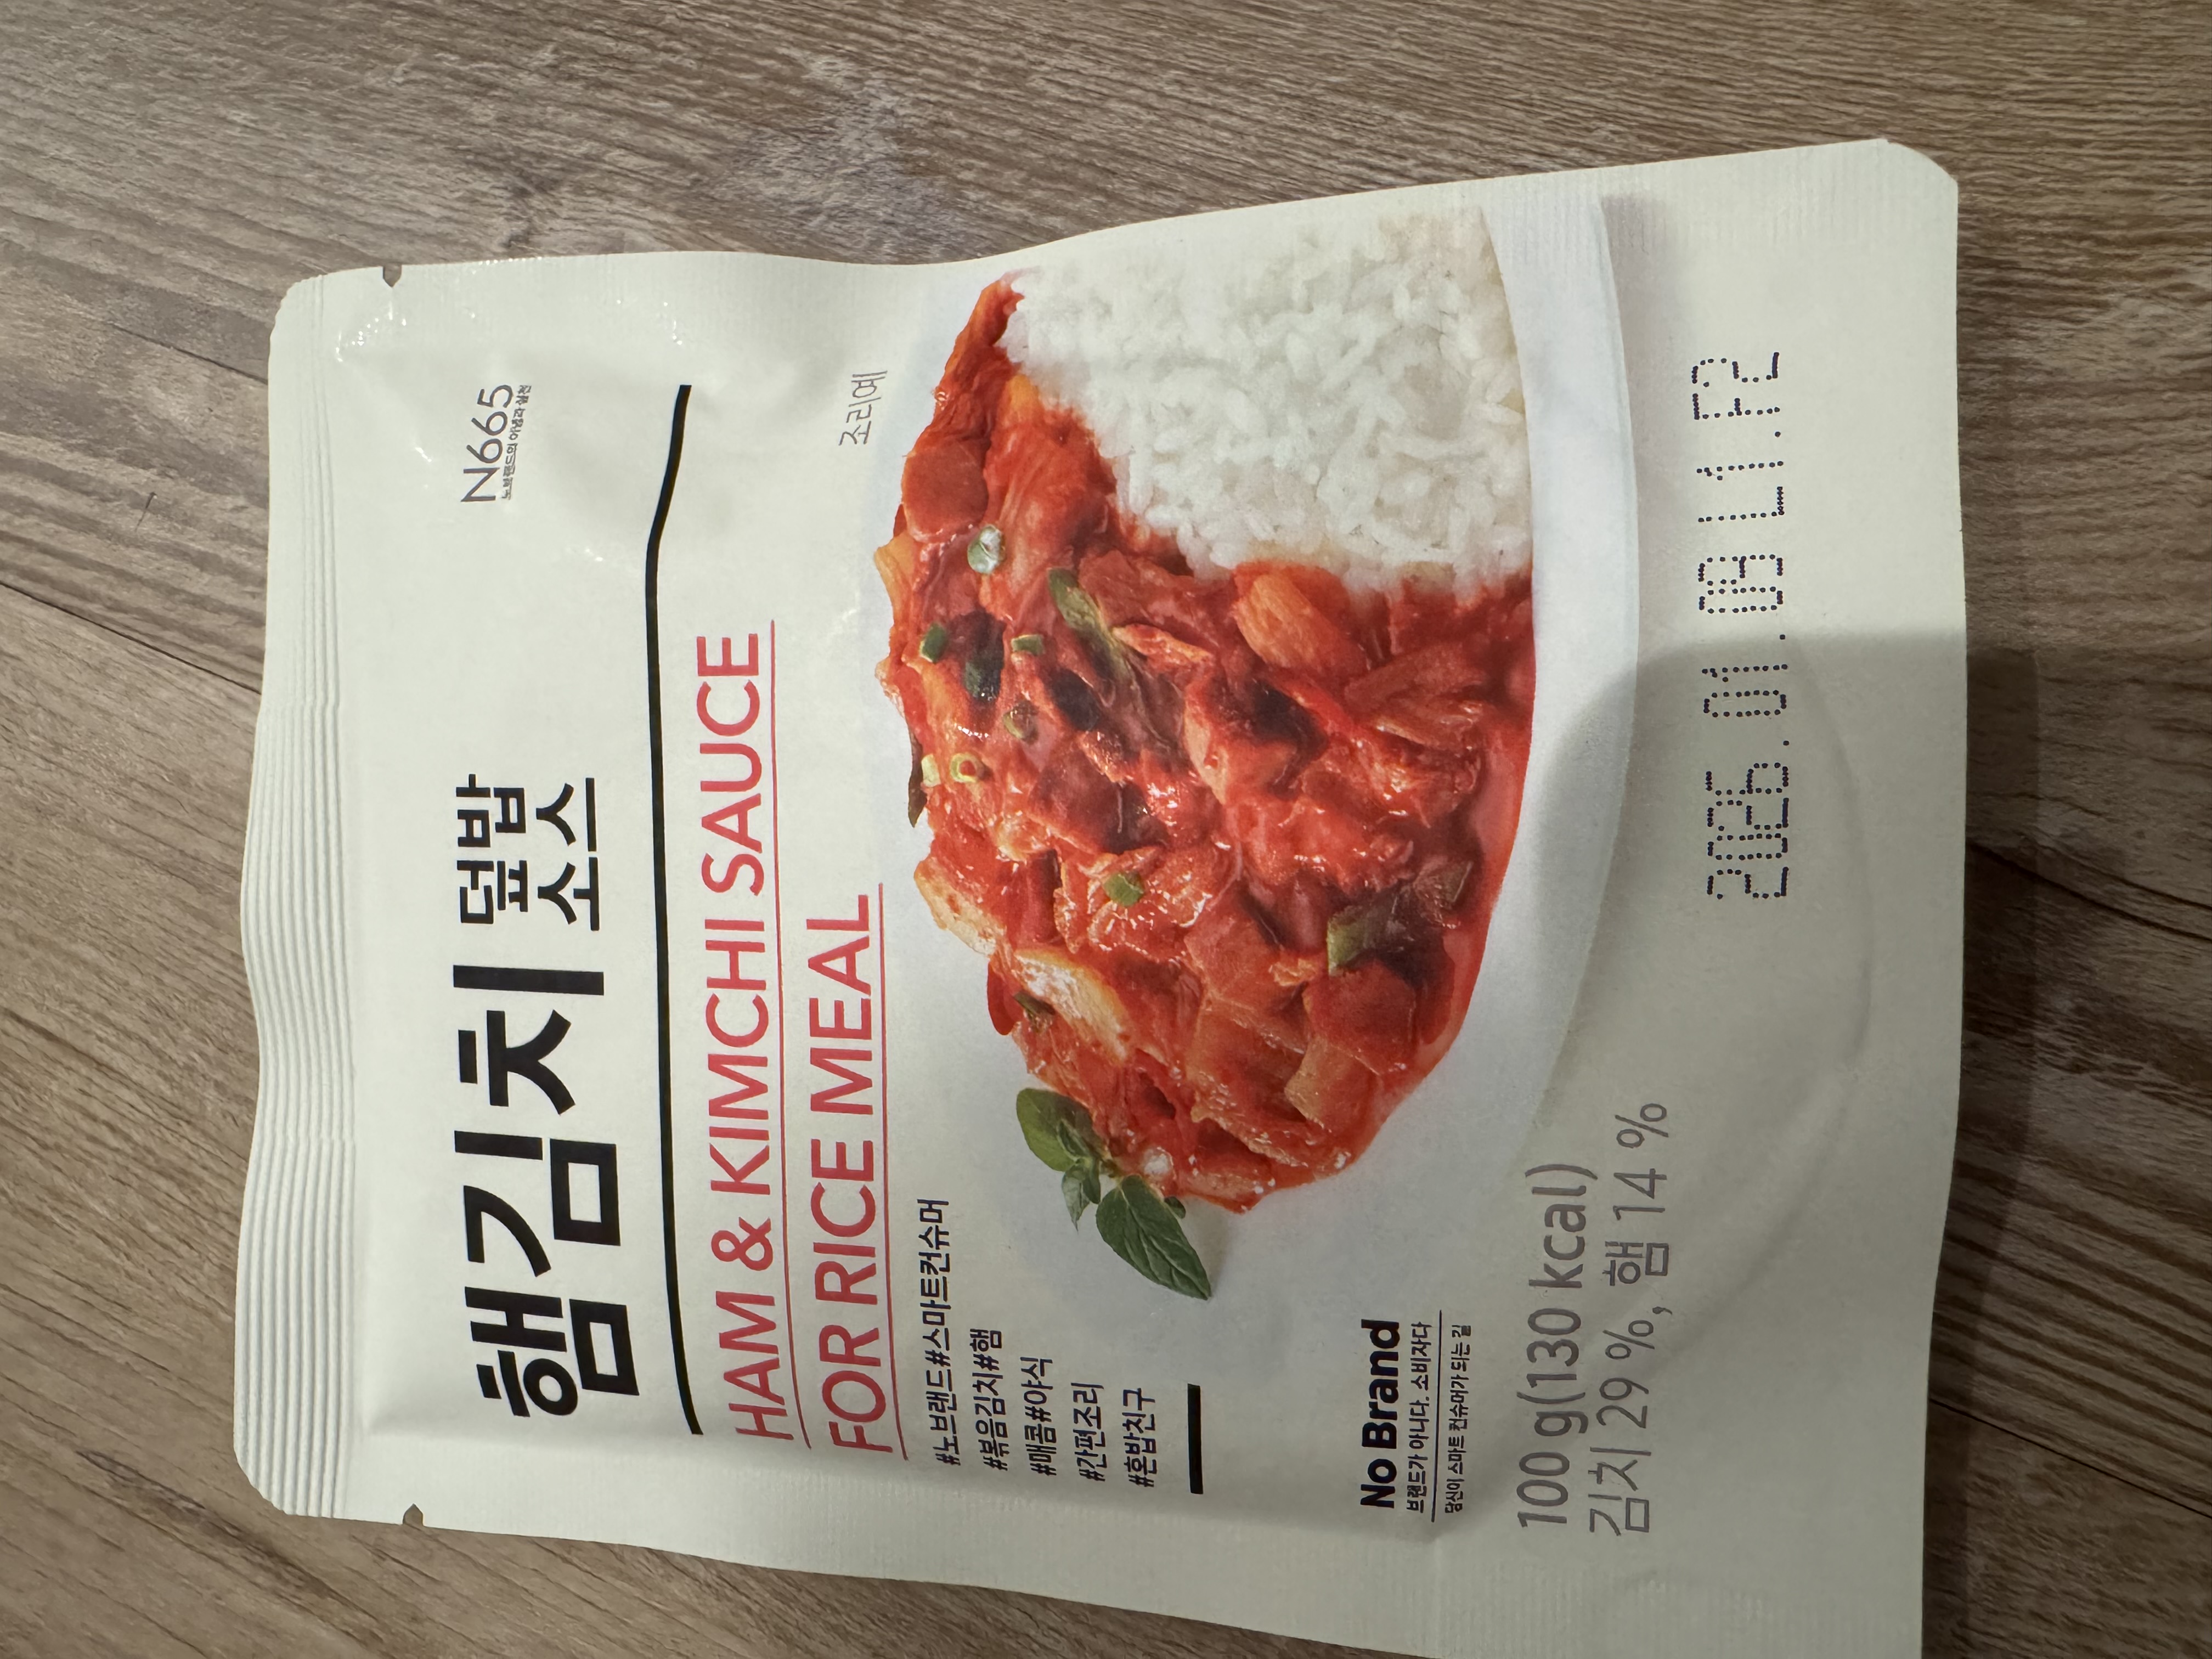 N665
노브랜드의 이념과 실천
햄김치 덮밥
소스
HAM & KIMCHI SAUCE
FOR RICE MEAL
조리예
#노브랜드#스마트컨슈머
#볶음김치#햄
#매콤#야식
#간편조리
#혼밥친구
No Brand
브랜드가 아니다. 소비자다
당신이 스마트 컨슈머가 되는 길
100 g(130 kcal)
김치 29 %, 햄 14 %
2026.01.09 L1.F2